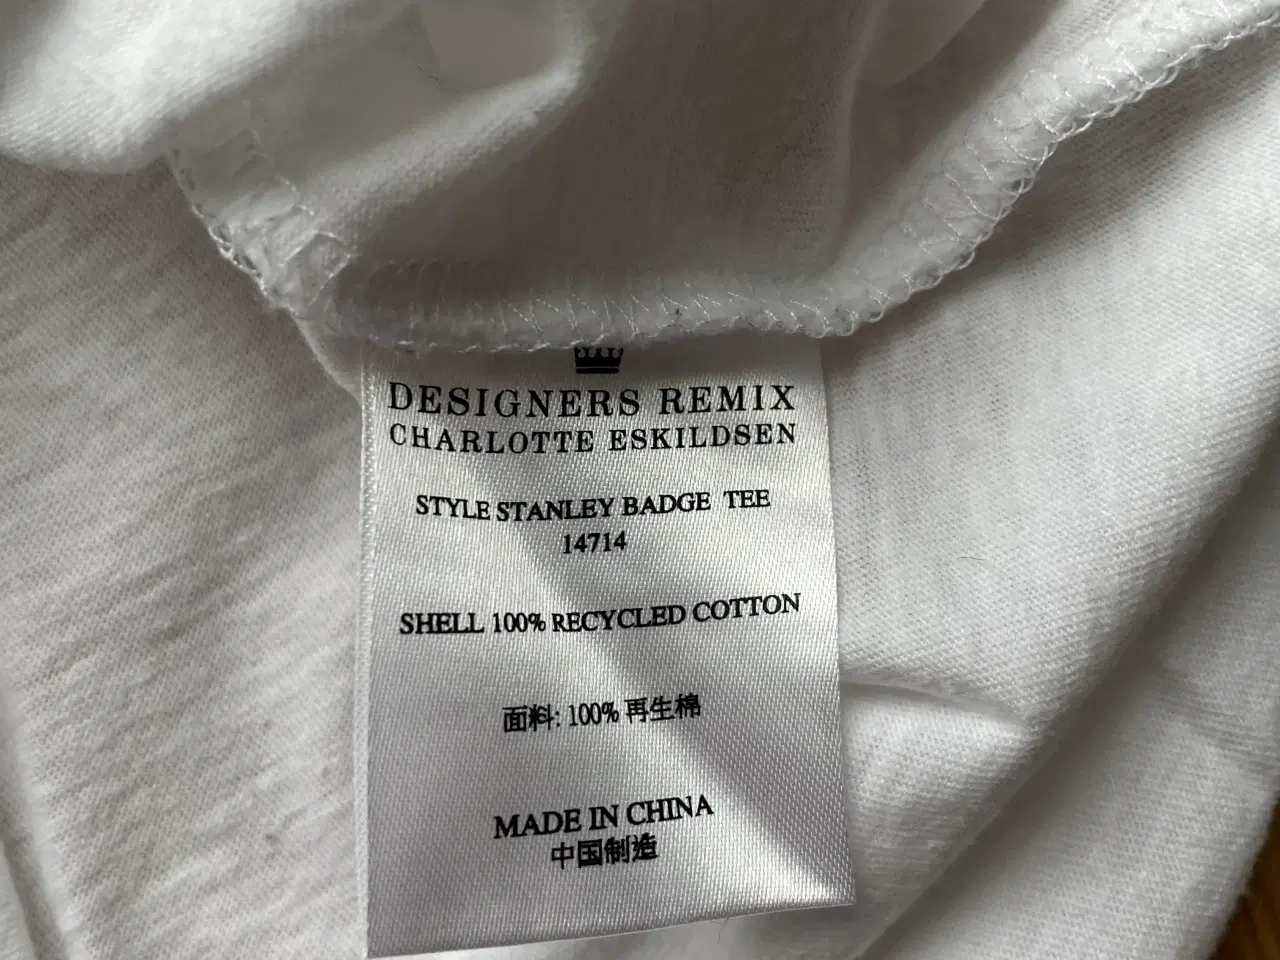 DESIGNERS REMIX
CHARLOTTE ESKILDSEN
STYLE STANLEY BADGE TEE
14714
SHELL 100% RECYCLED COTTON
面料: 100% 再生棉
MADE IN CHINA
中国制造